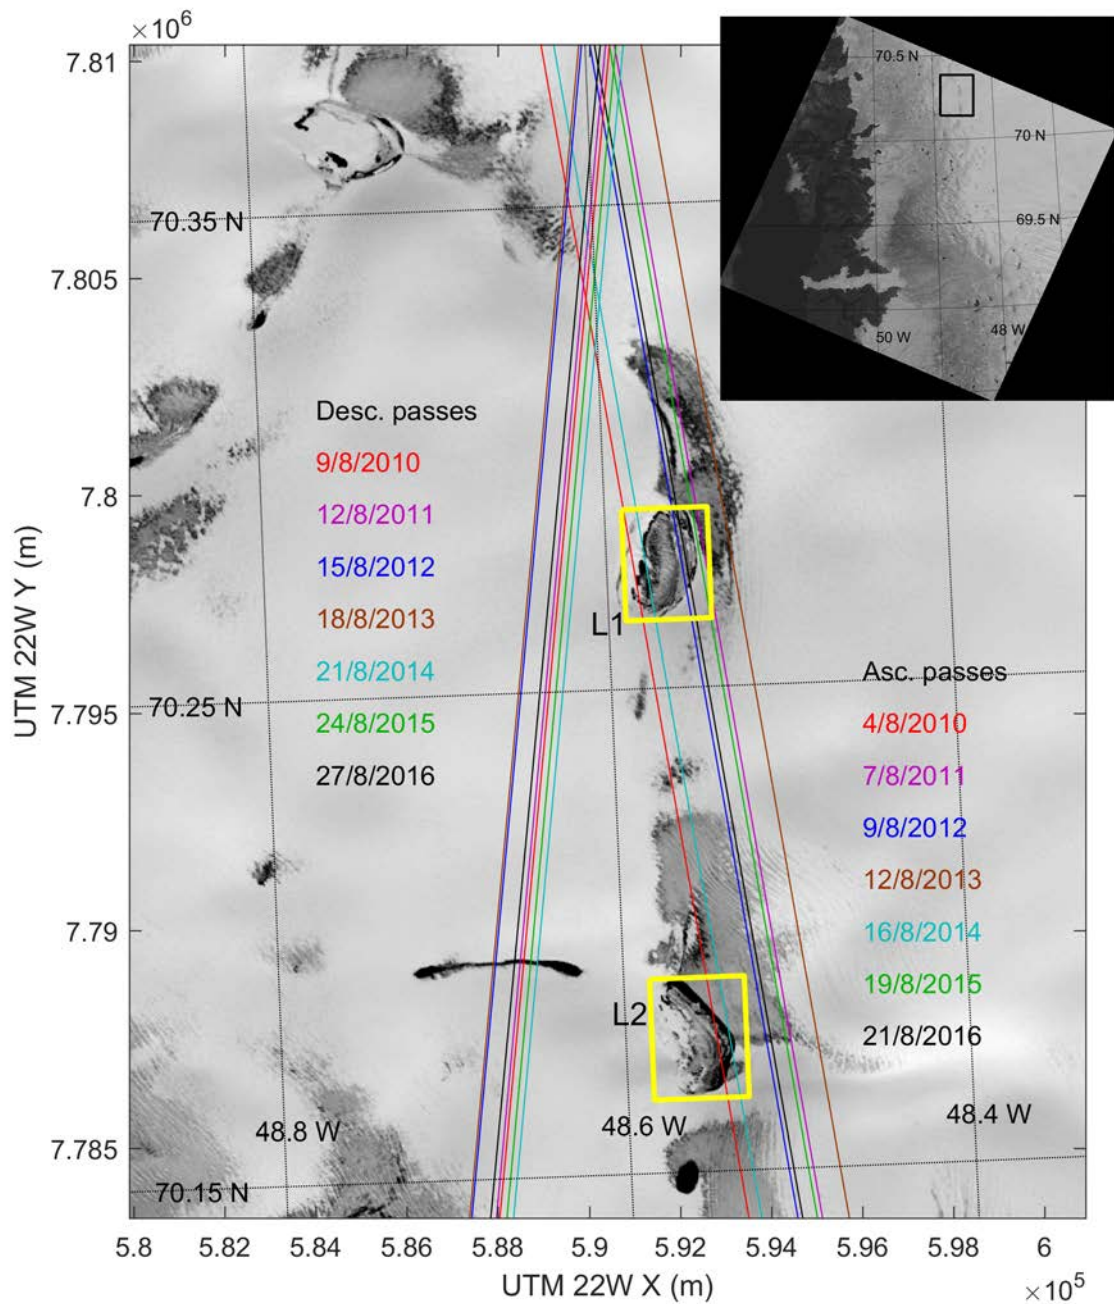 ×10⁶
7.81
7.805
7.8
7.795
7.79
7.785
UTM 22W Y (m)
70.5 N
70 N
69.5 N
50 W
48 W
70.35 N
Desc. passes
9/8/2010
12/8/2011
15/8/2012
18/8/2013
21/8/2014
24/8/2015
27/8/2016
L1
70.25 N
Asc. passes
4/8/2010
7/8/2011
9/8/2012
12/8/2013
16/8/2014
19/8/2015
21/8/2016
L2
48.8 W
48.6 W
48.4 W
70.15 N
5.8 5.82 5.84 5.86 5.88 5.9 5.92 5.94 5.96 5.98 6
UTM 22W X (m)
×10⁵